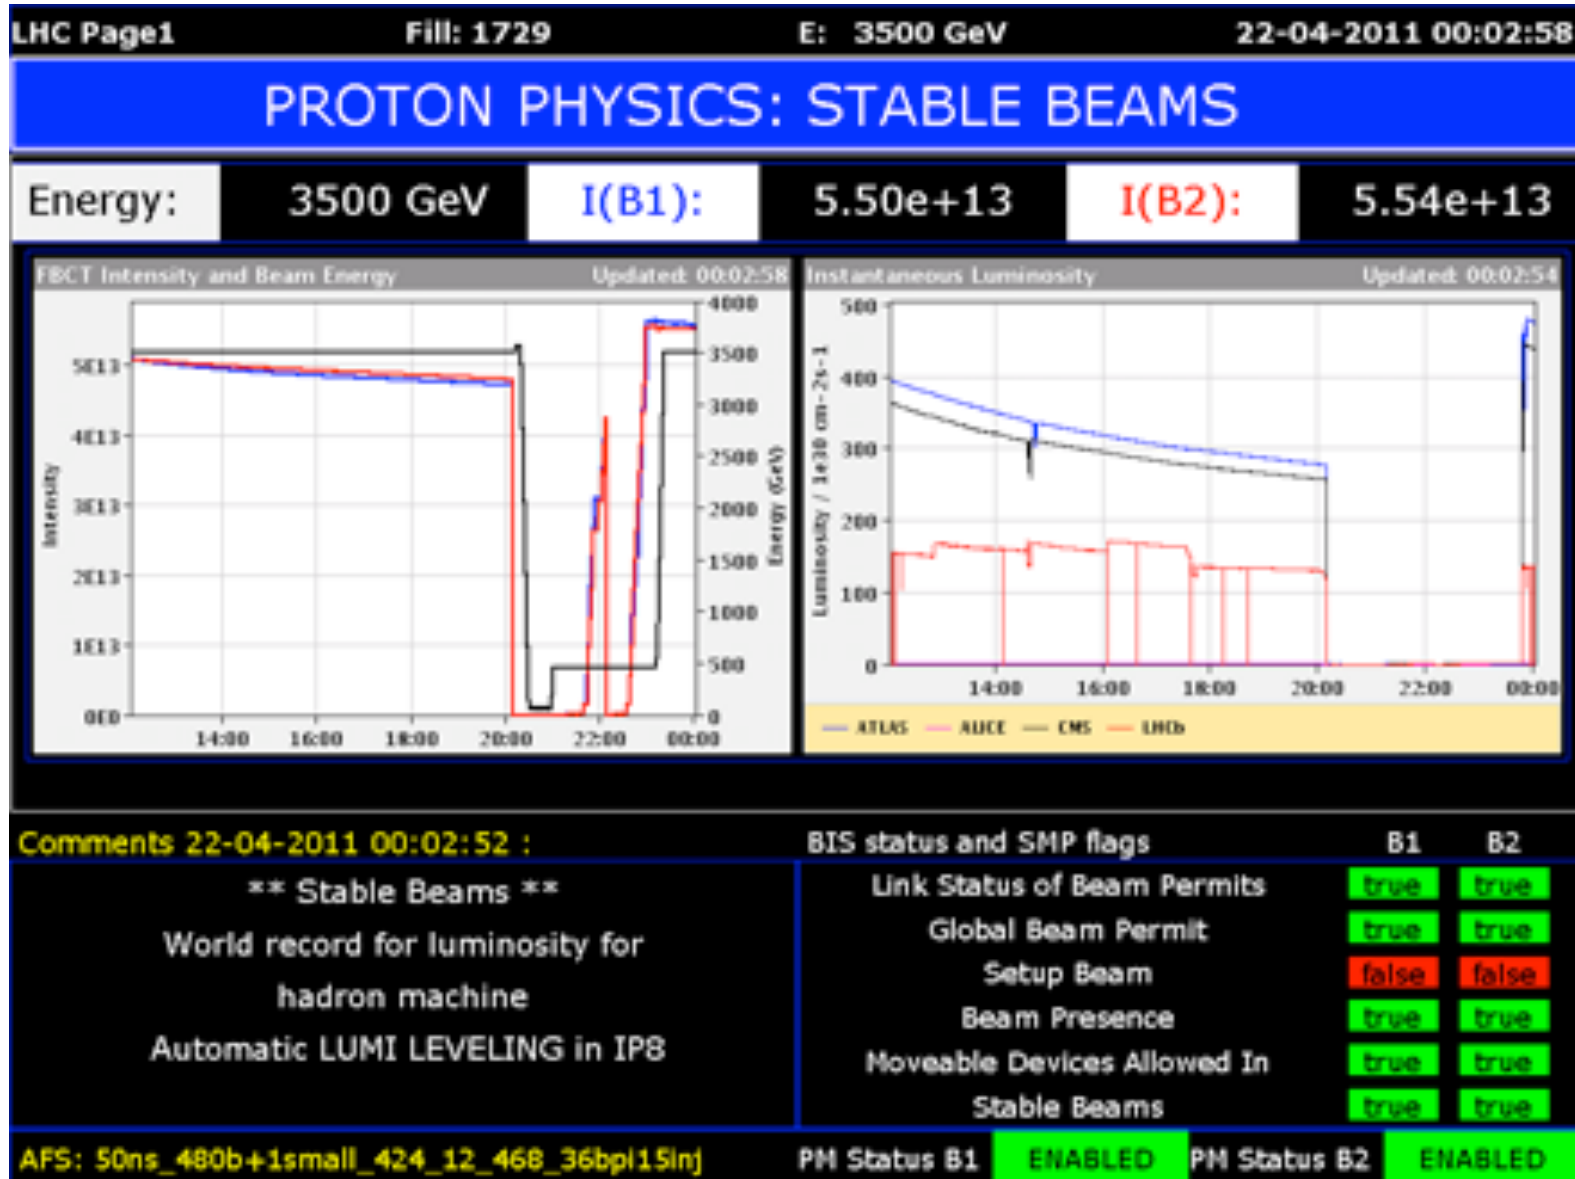 LHC Page1 Fill: 1729 E: 3500 GeV 22-04-2011 00:02:58
PROTON PHYSICS: STABLE BEAMS
Energy: 3500 GeV I(B1): 5.50e+13 I(B2): 5.54e+13
FBCT Intensity and Beam Energy Updated: 00:02:58
Intensity
5E13
4E13
3E13
2E13
1E13
0E0
4000
3500
3000
2500
2000
1500
1000
500
0
Energy (GeV)
14:00 16:00 18:00 20:00 22:00 00:00
Instantaneous Luminosity Updated: 00:02:54
Luminosity / 1e30 cm-2s-1
500
400
300
200
100
0
14:00 16:00 18:00 20:00 22:00 00:00
ATLAS ALICE CMS LHCb
Comments 22-04-2011 00:02:52 :
** Stable Beams **
World record for luminosity for
hadron machine
Automatic LUMI LEVELING in IP8
BIS status and SMP flags B1 B2
Link Status of Beam Permits true true
Global Beam Permit true true
Setup Beam false false
Beam Presence true true
Moveable Devices Allowed In true true
Stable Beams true true
AFS: 50ns_480b+1small_424_12_468_36bpi15inj PM Status B1 ENABLED PM Status B2 ENABLED